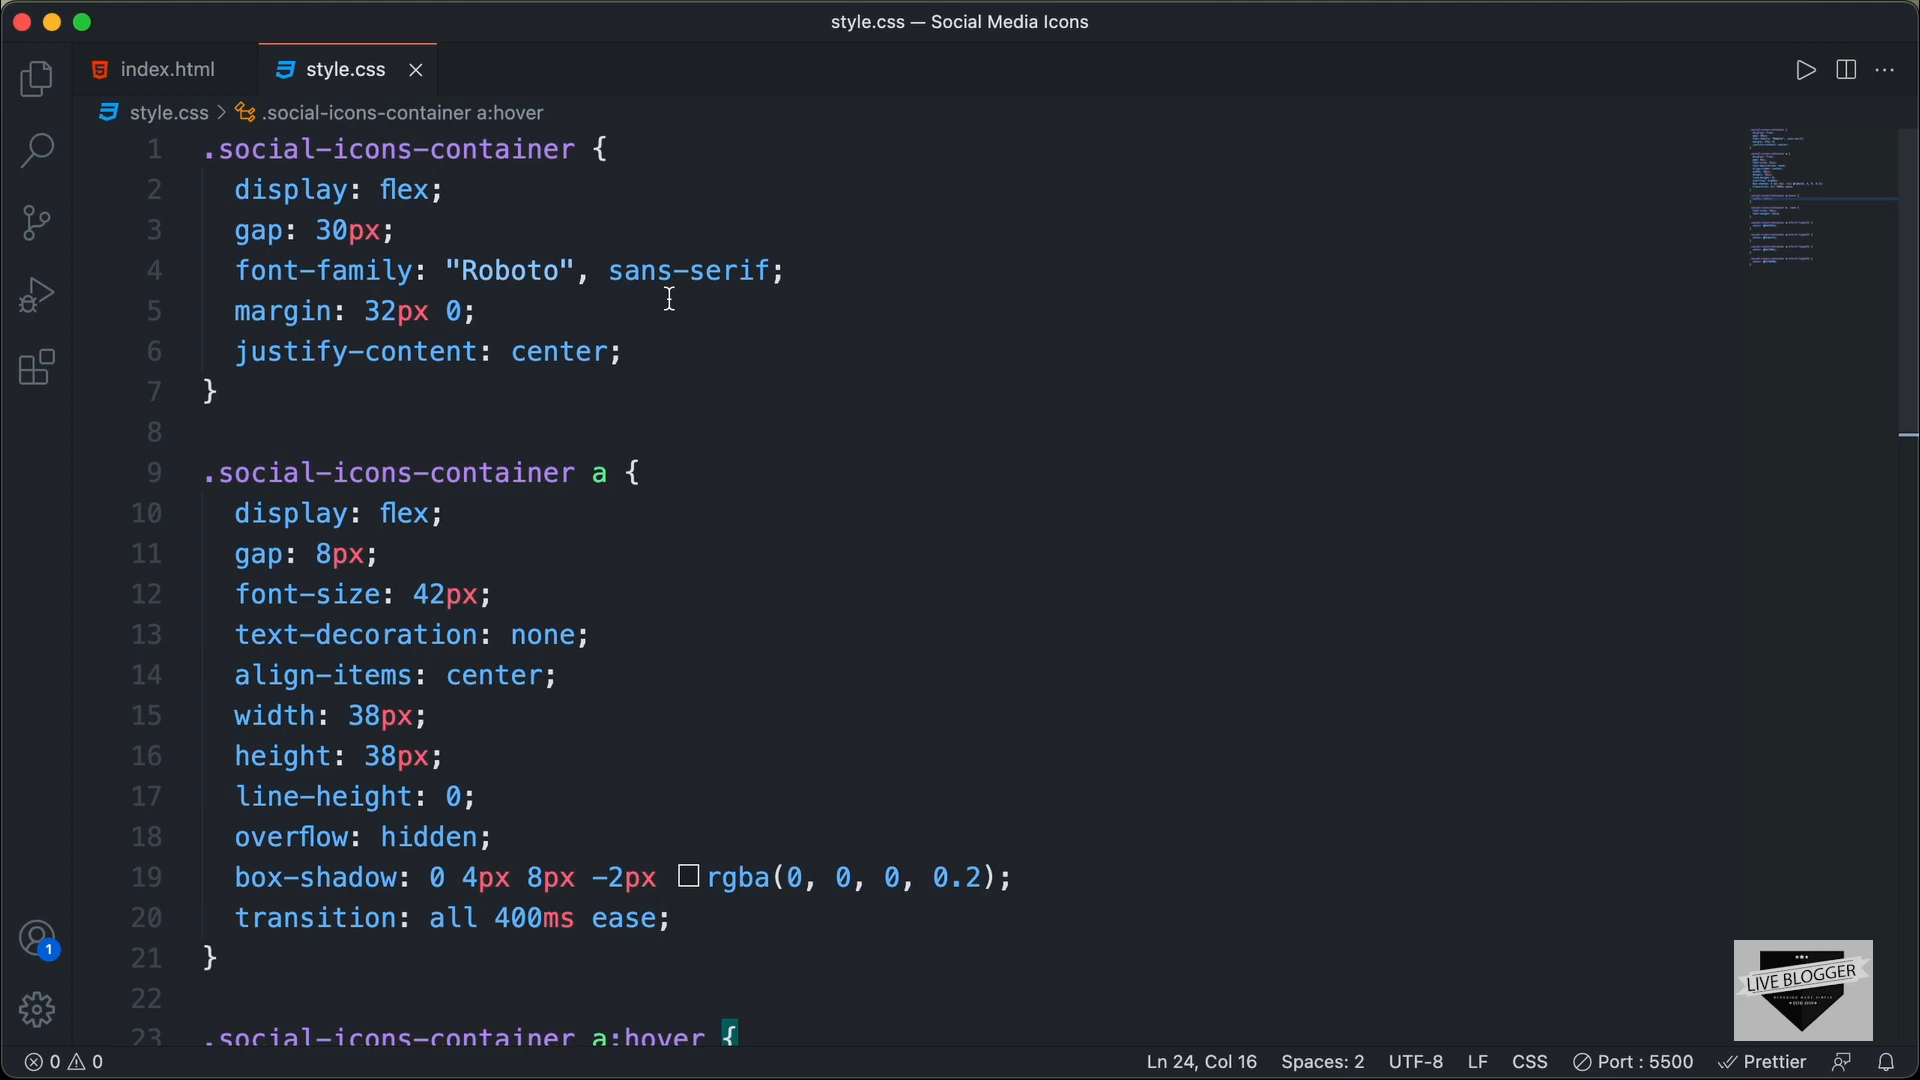 style.css — Social Media Icons
index.html
style.css
style.css > .social-icons-container a:hover
1 .social-icons-container {
2 display: flex;
3 gap: 30px;
4 font-family: "Roboto", sans-serif;
5 margin: 32px 0;
6 justify-content: center;
7 }
8
9 .social-icons-container a {
10 display: flex;
11 gap: 8px;
12 font-size: 42px;
13 text-decoration: none;
14 align-items: center;
15 width: 38px;
16 height: 38px;
17 line-height: 0;
18 overflow: hidden;
19 box-shadow: 0 4px 8px -2px rgba(0, 0, 0, 0.2);
20 transition: all 400ms ease;
21 }
22
23 .social-icons-container a:hover {
1
LIVE BLOGGER
0 0
Ln 24, Col 16 Spaces: 2 UTF-8 LF CSS Port : 5500 Prettier